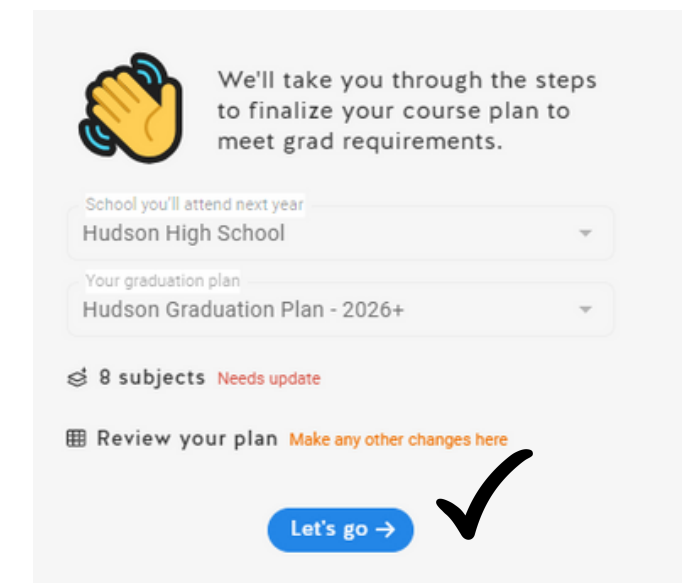 We'll take you through the steps
to finalize your course plan to
meet grad requirements.
School you'll attend next year
Hudson High School
Your graduation plan
Hudson Graduation Plan - 2026+
8 subjects Needs update
Review your plan Make any other changes here
Let's go →